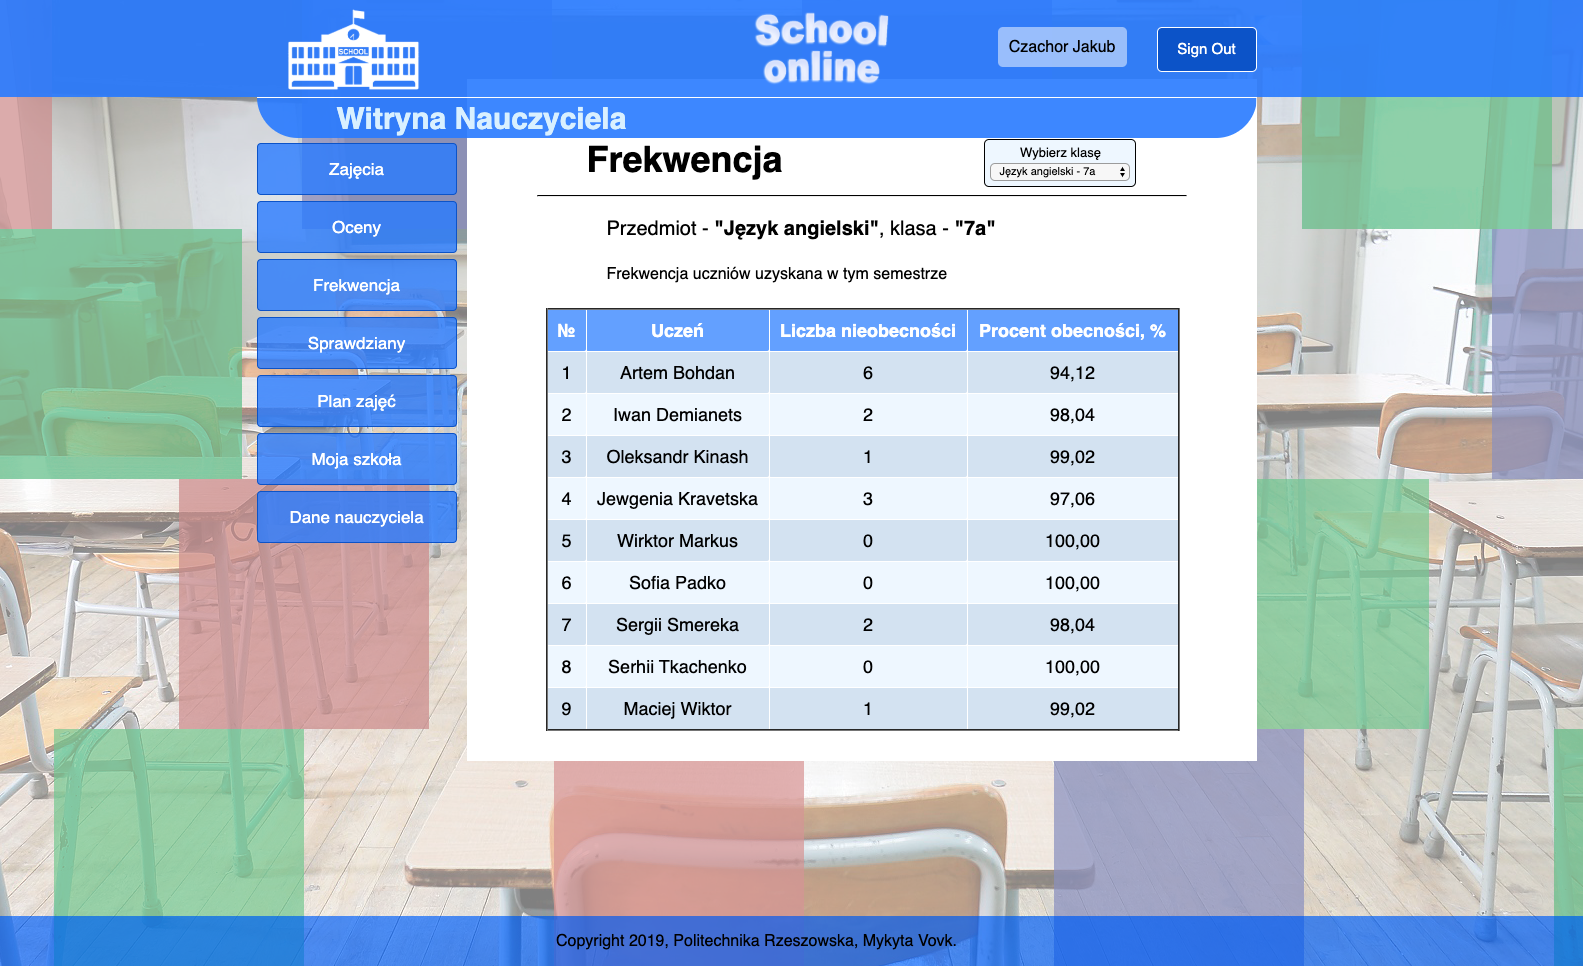 SCHOOL
School
online
Czachor Jakub
Sign Out
Witryna Nauczyciela
Zajęcia
Oceny
Frekwencja
Sprawdziany
Plan zajęć
Moja szkoła
Dane nauczyciela
Frekwencja
Wybierz klasę
Język angielski - 7a
Przedmiot - "Język angielski", klasa - "7a"
Frekwencja uczniów uzyskana w tym semestrze
№ Uczeń Liczba nieobecności Procent obecności, %
1 Artem Bohdan 6 94,12
2 Iwan Demianets 2 98,04
3 Oleksandr Kinash 1 99,02
4 Jewgenia Kravetska 3 97,06
5 Wirktor Markus 0 100,00
6 Sofia Padko 0 100,00
7 Sergii Smereka 2 98,04
8 Serhii Tkachenko 0 100,00
9 Maciej Wiktor 1 99,02
Copyright 2019, Politechnika Rzeszowska, Mykyta Vovk.